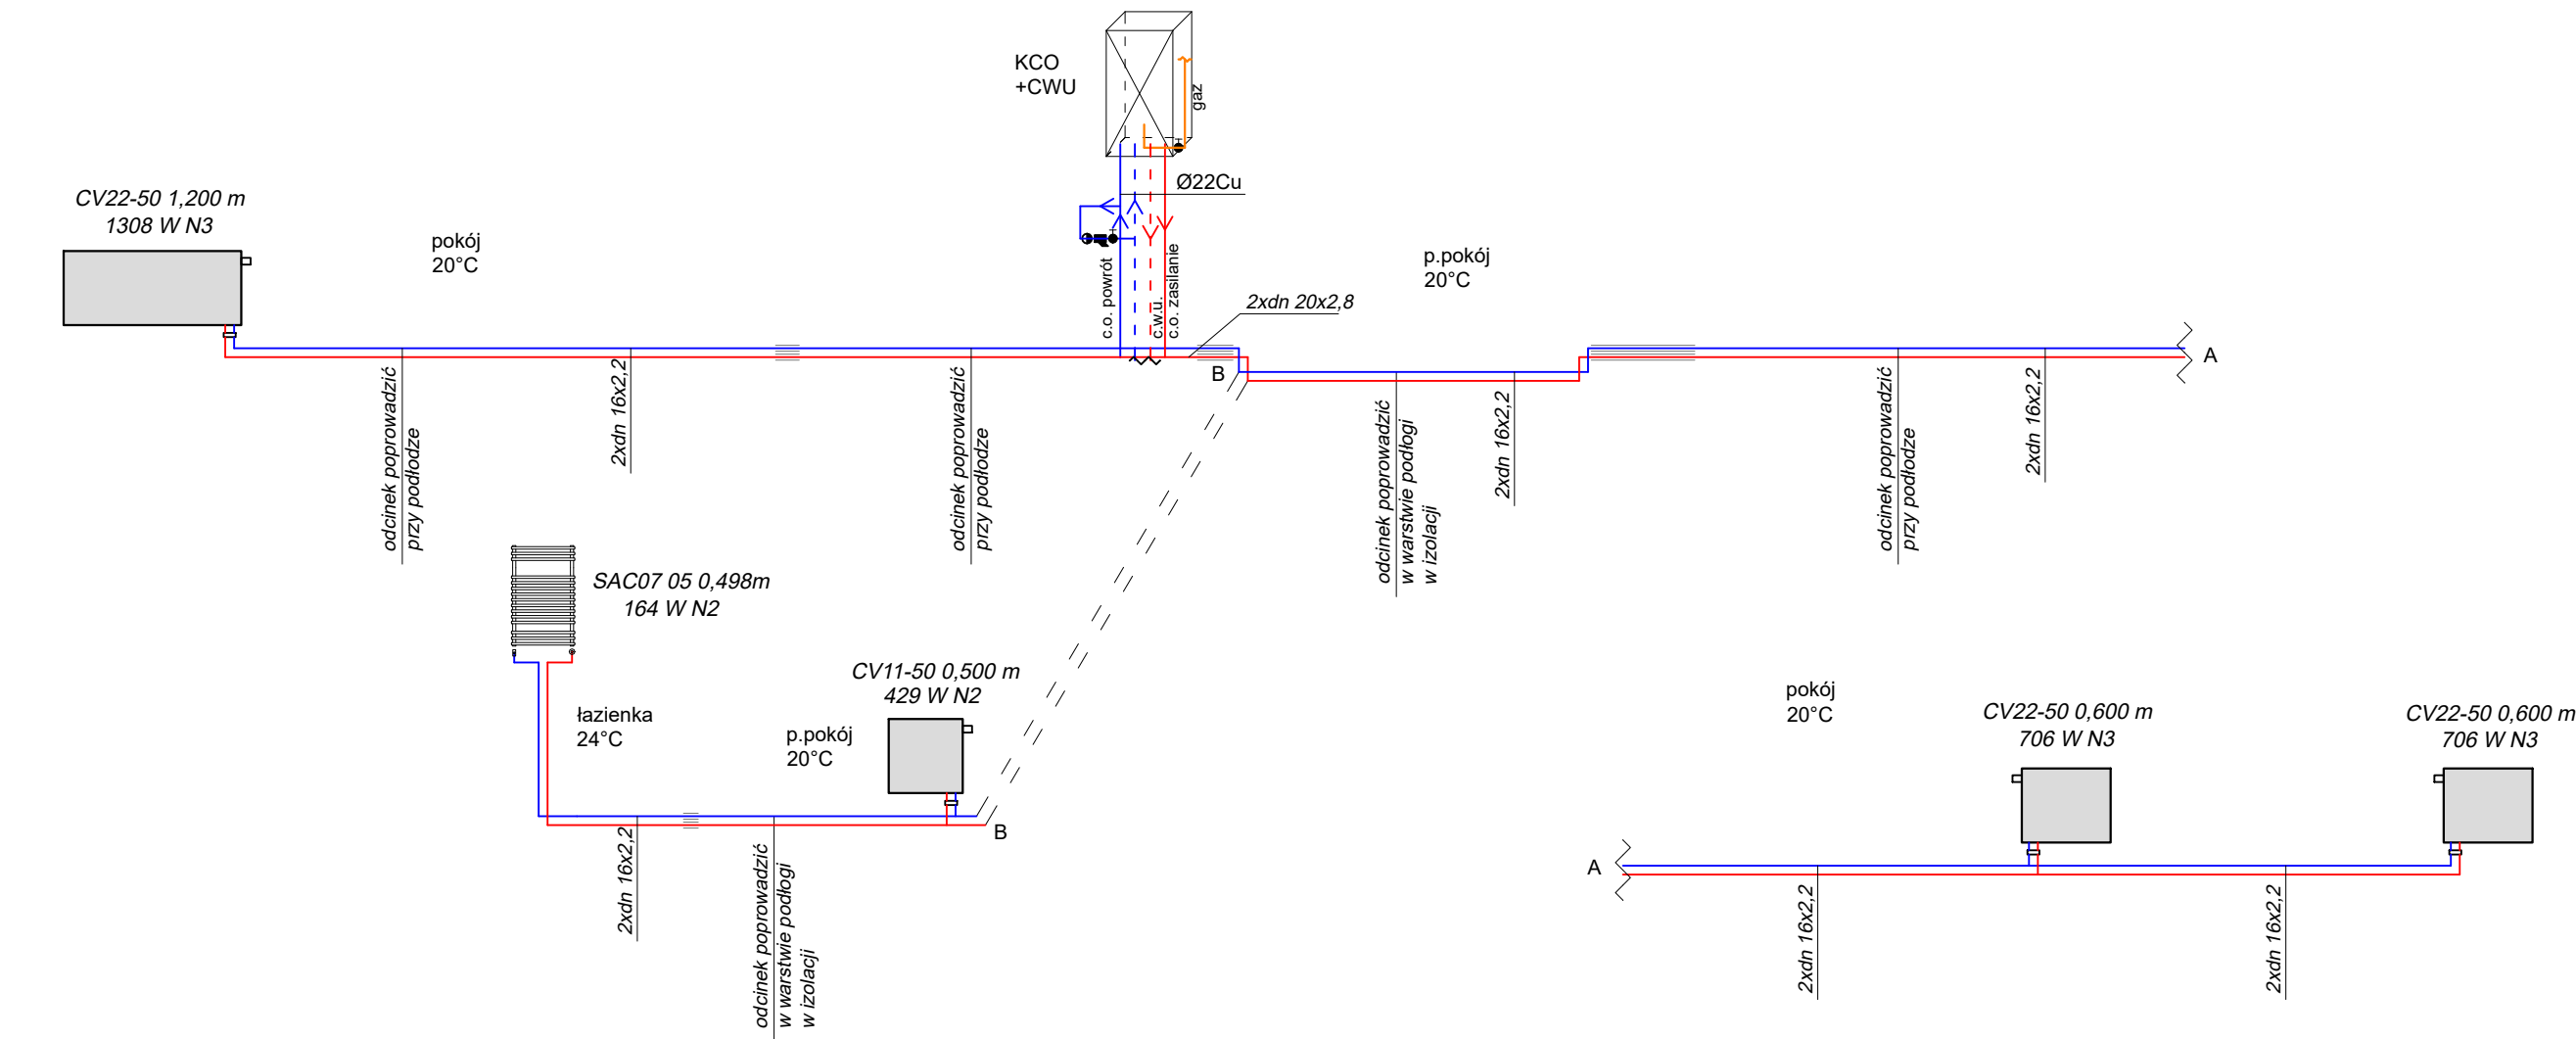 KCO
+CWU
gaz
Ø22Cu
CV22-50 1,200 m
1308 W N3
pokój
20°C
c.o. powrót
c.w.u.
c.o. zasilanie
2xdn 20x2,8
p.pokój
20°C
A
B
odcinek poprowadzić
przy podłodze
2xdn 16x2,2
odcinek poprowadzić
przy podłodze
odcinek poprowadzić
w warstwie podłogi
w izolacji
2xdn 16x2,2
odcinek poprowadzić
przy podłodze
2xdn 16x2,2
SAC07 05 0,498m
164 W N2
łazienka
24°C
p.pokój
20°C
CV11-50 0,500 m
429 W N2
B
2xdn 16x2,2
odcinek poprowadzić
w warstwie podłogi
w izolacji
pokój
20°C
CV22-50 0,600 m
706 W N3
CV22-50 0,600 m
706 W N3
A
2xdn 16x2,2
2xdn 16x2,2